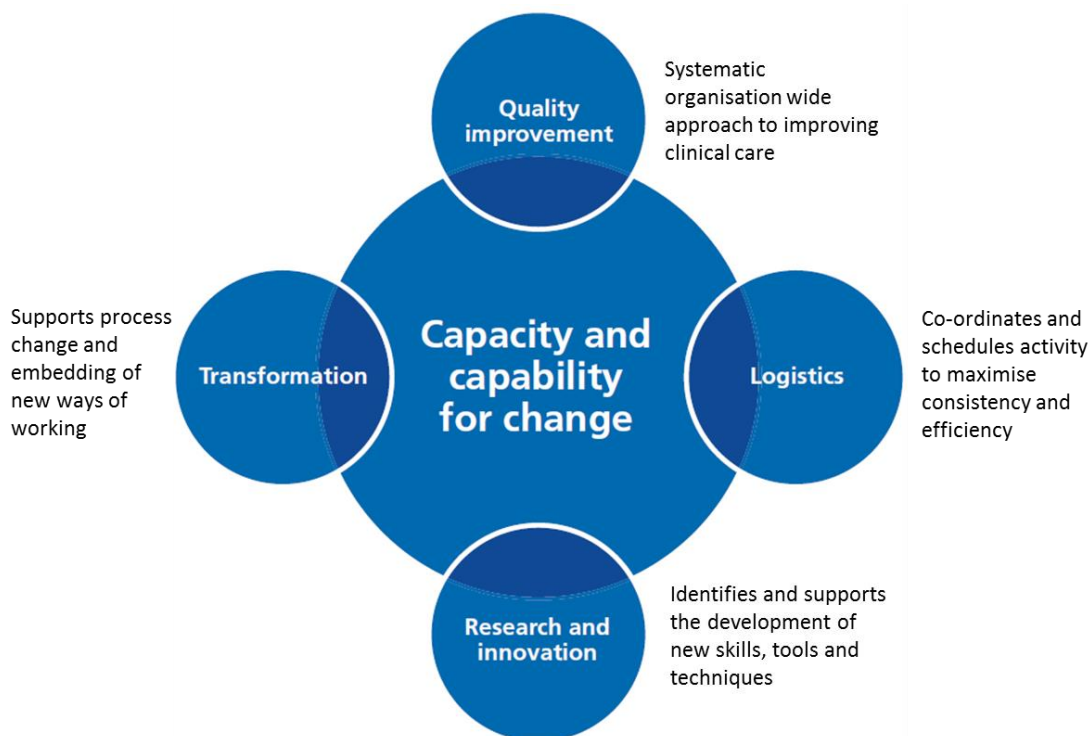 Quality
improvement
Systematic
organisation wide
approach to improving
clinical care
Supports process
change and
embedding of
new ways of
working
Transformation
Capacity and
capability
for change
Logistics
Co-ordinates and
schedules activity
to maximise
consistency and
efficiency
Research and
innovation
Identifies and supports
the development of
new skills, tools and
techniques